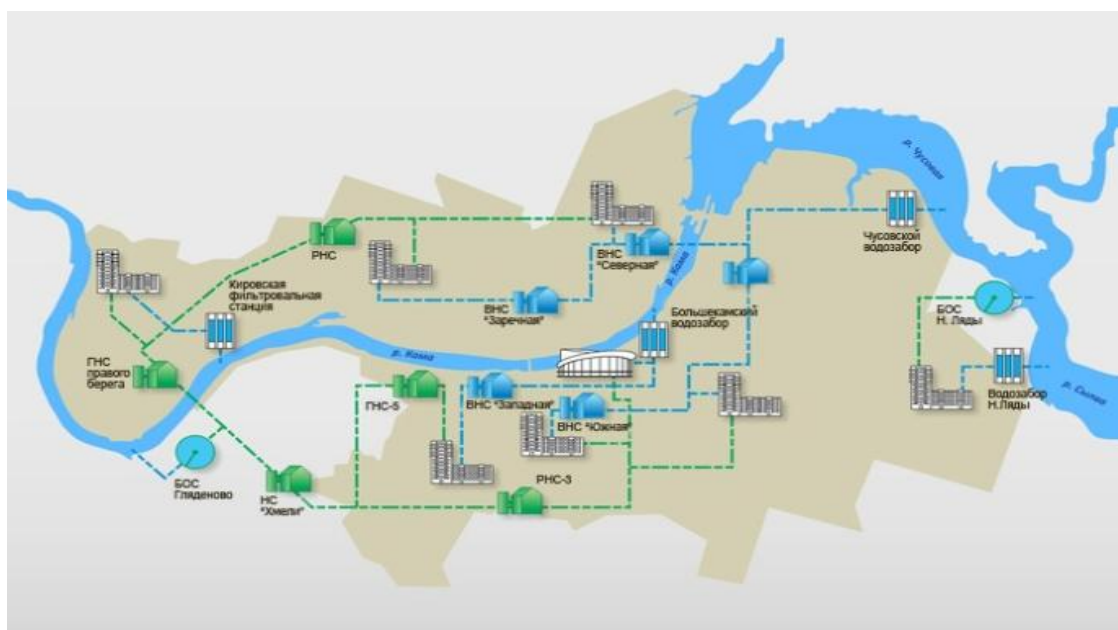 р. Чусовая
Чусовской
водозабор
РНС
ВНС
"Северная"
р. Кама
Кировская
фильтровальная
станция
ВНС
"Заречная"
Большекамский
водозабор
БОС
Н. Ляды
р. Кама
ГНС
правого
берега
ГНС-5
ВНС "Западная"
ВНС "Южная"
Водозабор
Н.Ляды
р. Сылва
БОС
Гляденово
НС
"Хмели"
РНС-3